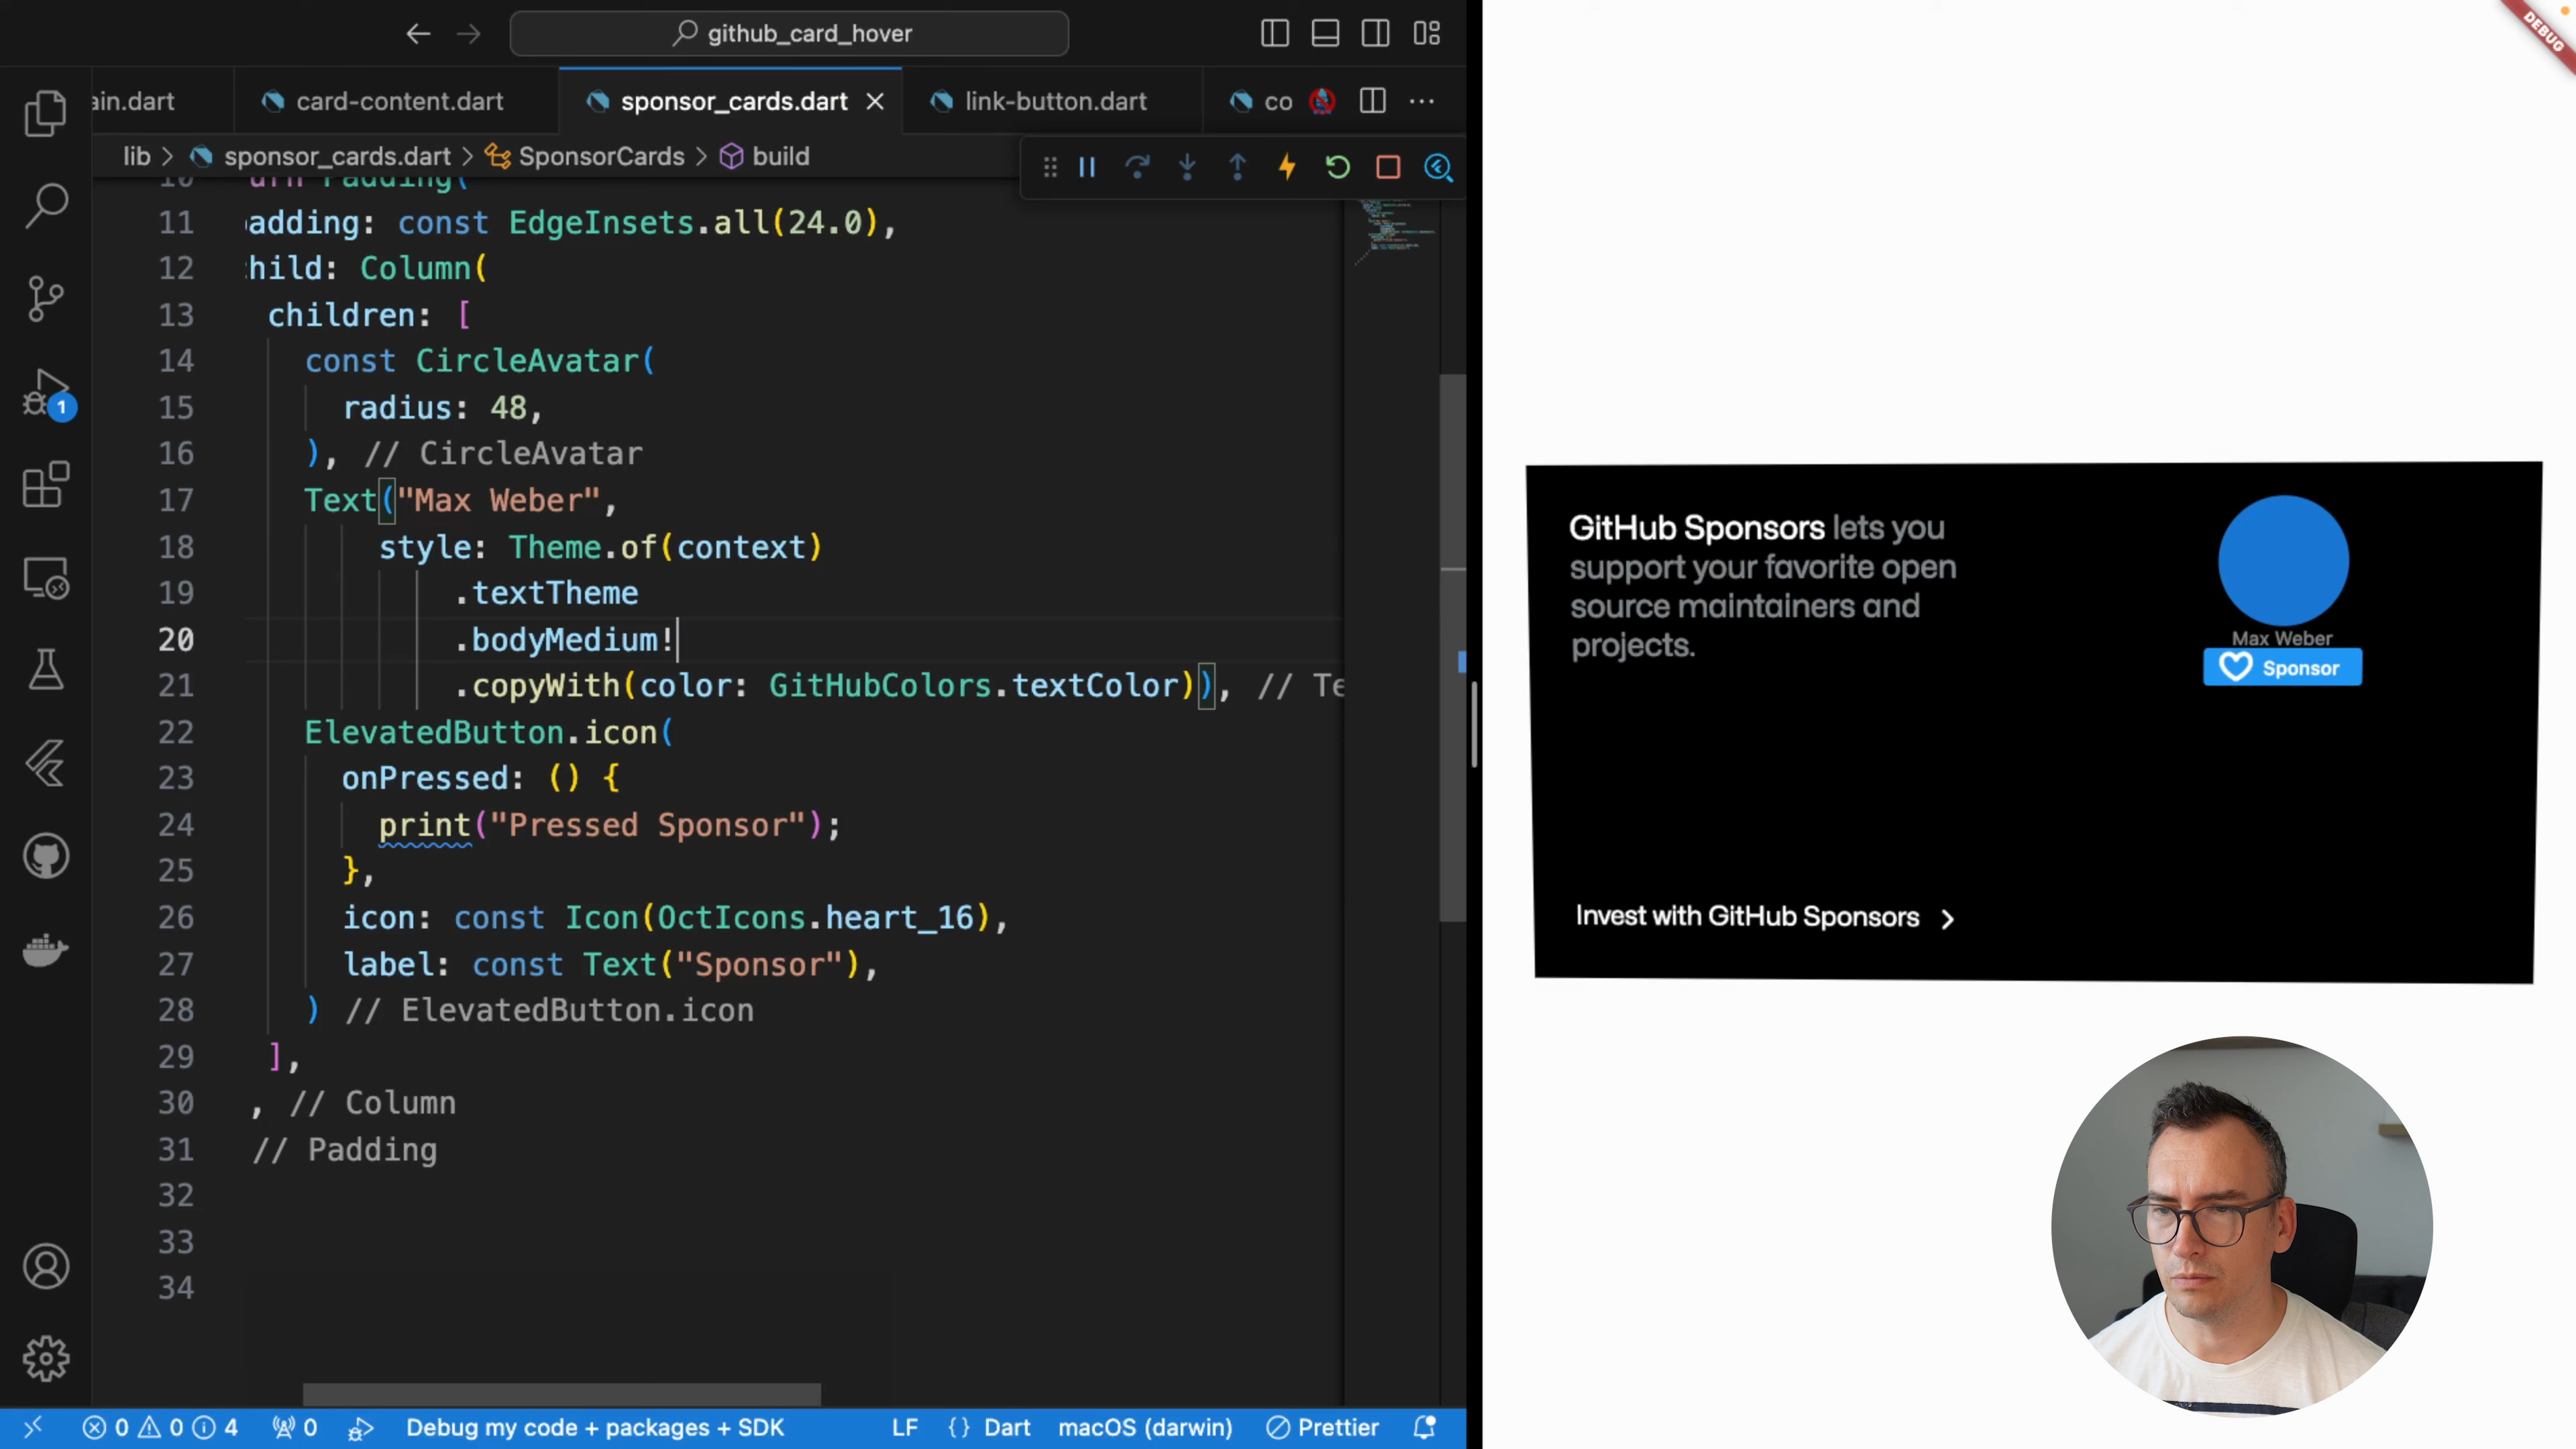 github_card_hover
ain.dart
card-content.dart
sponsor_cards.dart
link-button.dart
co
lib > sponsor_cards.dart > SponsorCards > build
10 urn Padding(
11 adding: const EdgeInsets.all(24.0),
12 hild: Column(
13 children: [
14 const CircleAvatar(
15 radius: 48,
16 ), // CircleAvatar
17 Text("Max Weber",
18 style: Theme.of(context)
19 .textTheme
20 .bodyMedium!
21 .copyWith(color: GitHubColors.textColor)), // Te
22 ElevatedButton.icon(
23 onPressed: () {
24 print("Pressed Sponsor");
25 },
26 icon: const Icon(OctIcons.heart_16),
27 label: const Text("Sponsor"),
28 ) // ElevatedButton.icon
29 ],
30 , // Column
31 // Padding
32
33
34
1
0 0 4 0 Debug my code + packages + SDK LF {} Dart macOS (darwin) Prettier
DEBUG
GitHub Sponsors lets you
support your favorite open
source maintainers and
projects.
Max Weber
Sponsor
Invest with GitHub Sponsors